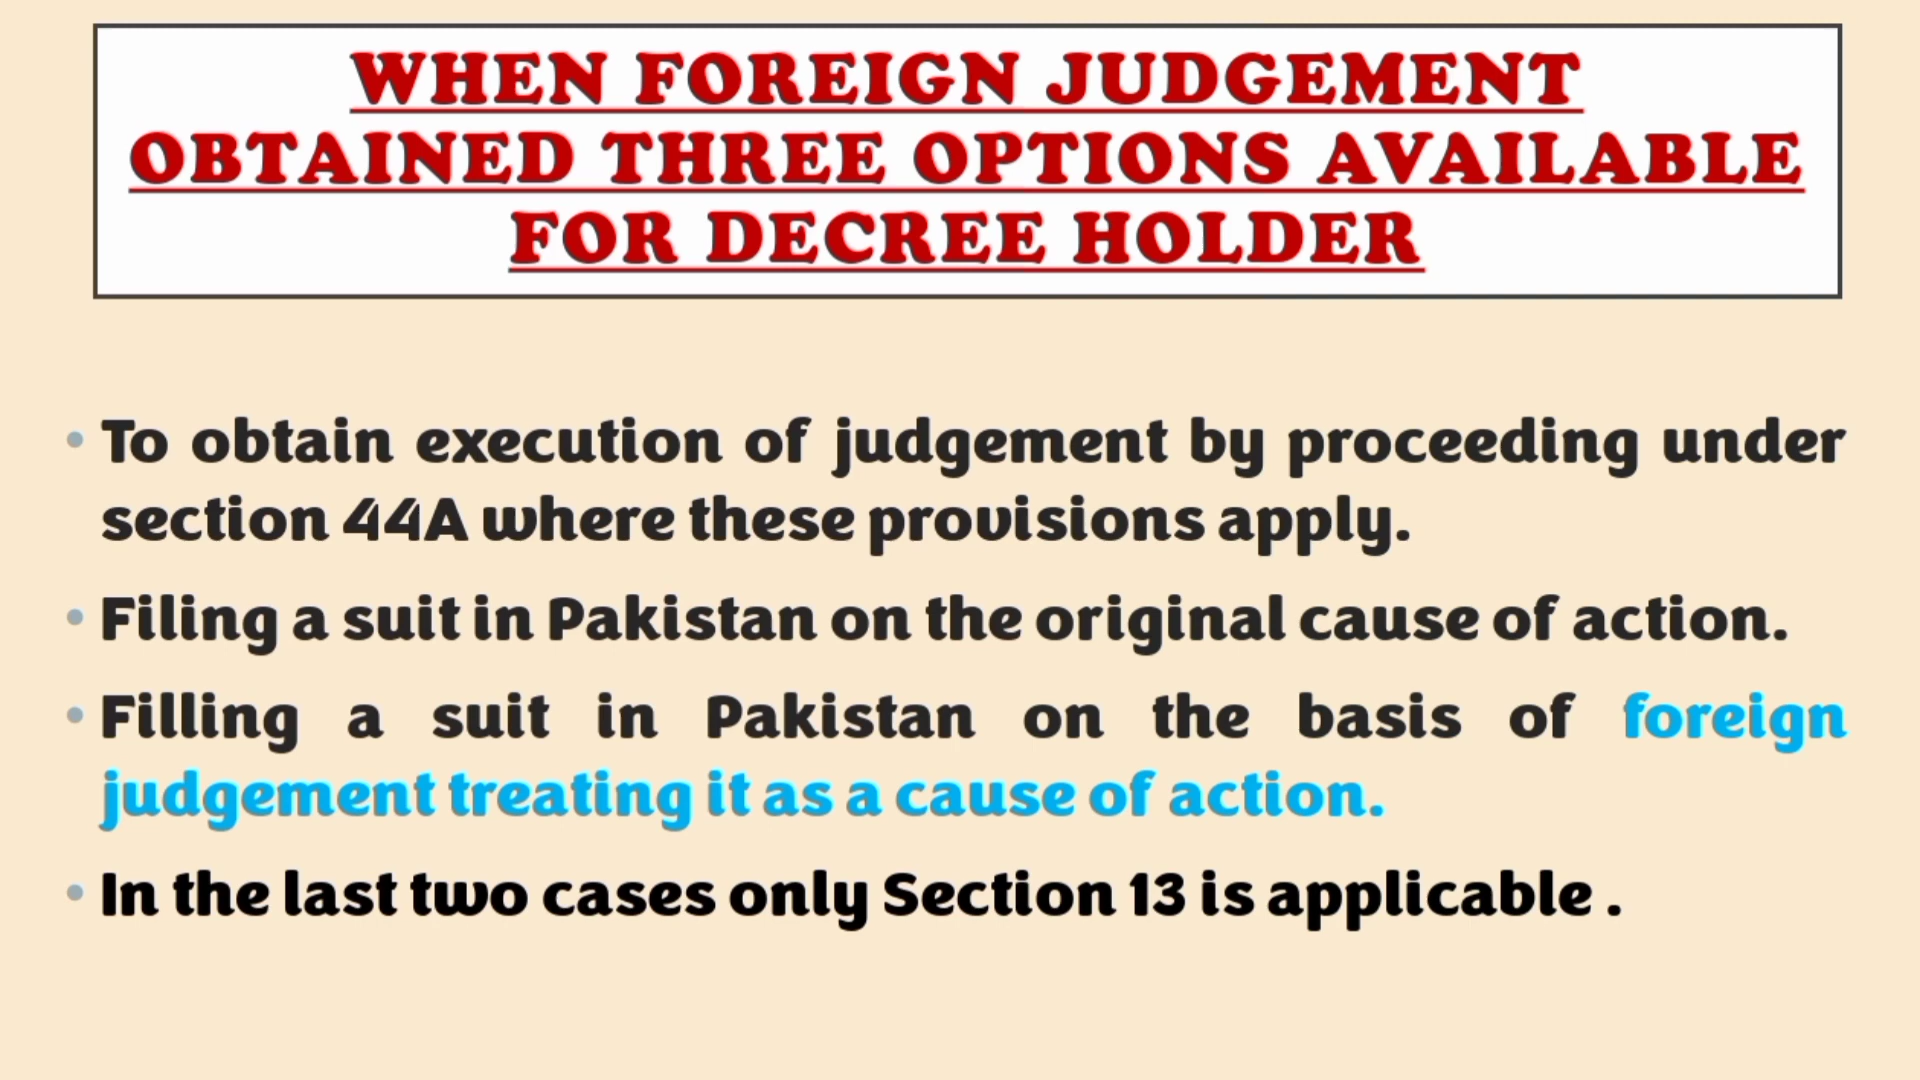 WHEN FOREIGN JUDGEMENT
OBTAINED THREE OPTIONS AVAILABLE
FOR DECREE HOLDER
• To obtain execution of judgement by proceeding under
section 44A where these provisions apply.
• Filing a suit in Pakistan on the original cause of action.
• Filling a suit in Pakistan on the basis of foreign
judgement treating it as a cause of action.
• In the last two cases only Section 13 is applicable .